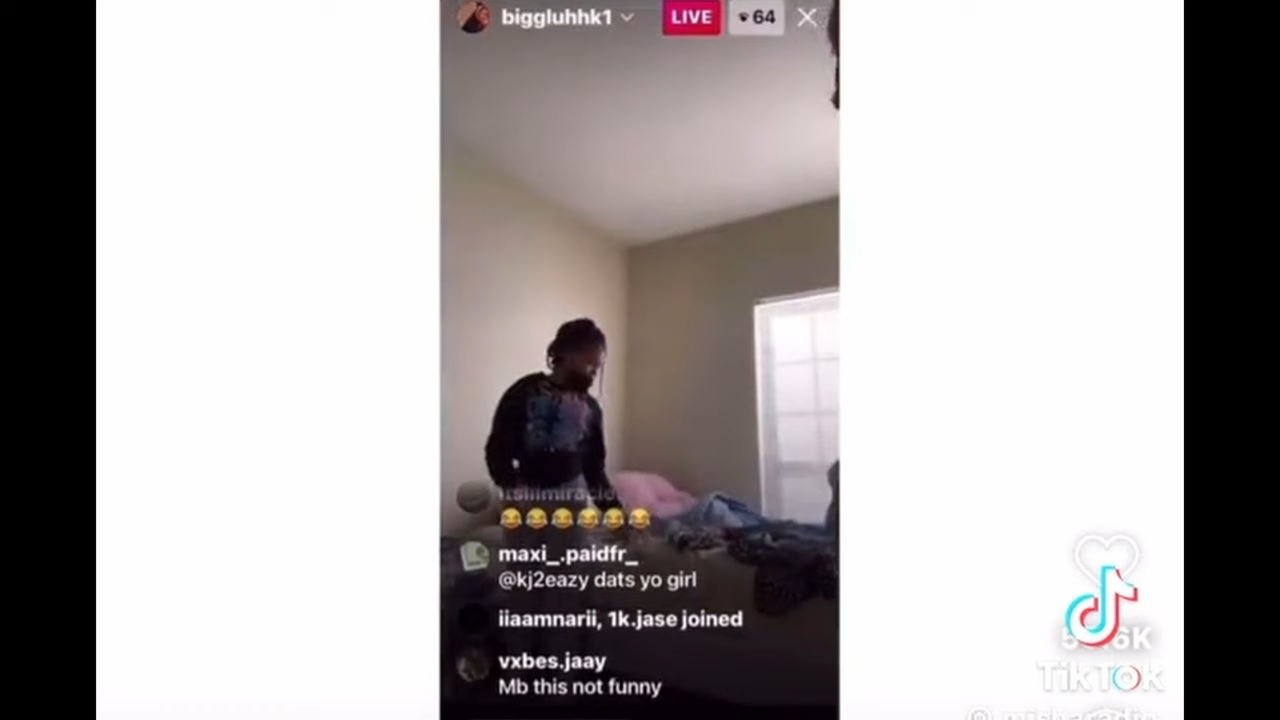 biggluhhk1
LIVE
64
😂😂😂😂😂😂
maxi_.paidfr_
@kj2eazy dats yo girl
iiaamnarii, 1k.jase joined
vxbes.jaay
Mb this not funny
TikTok